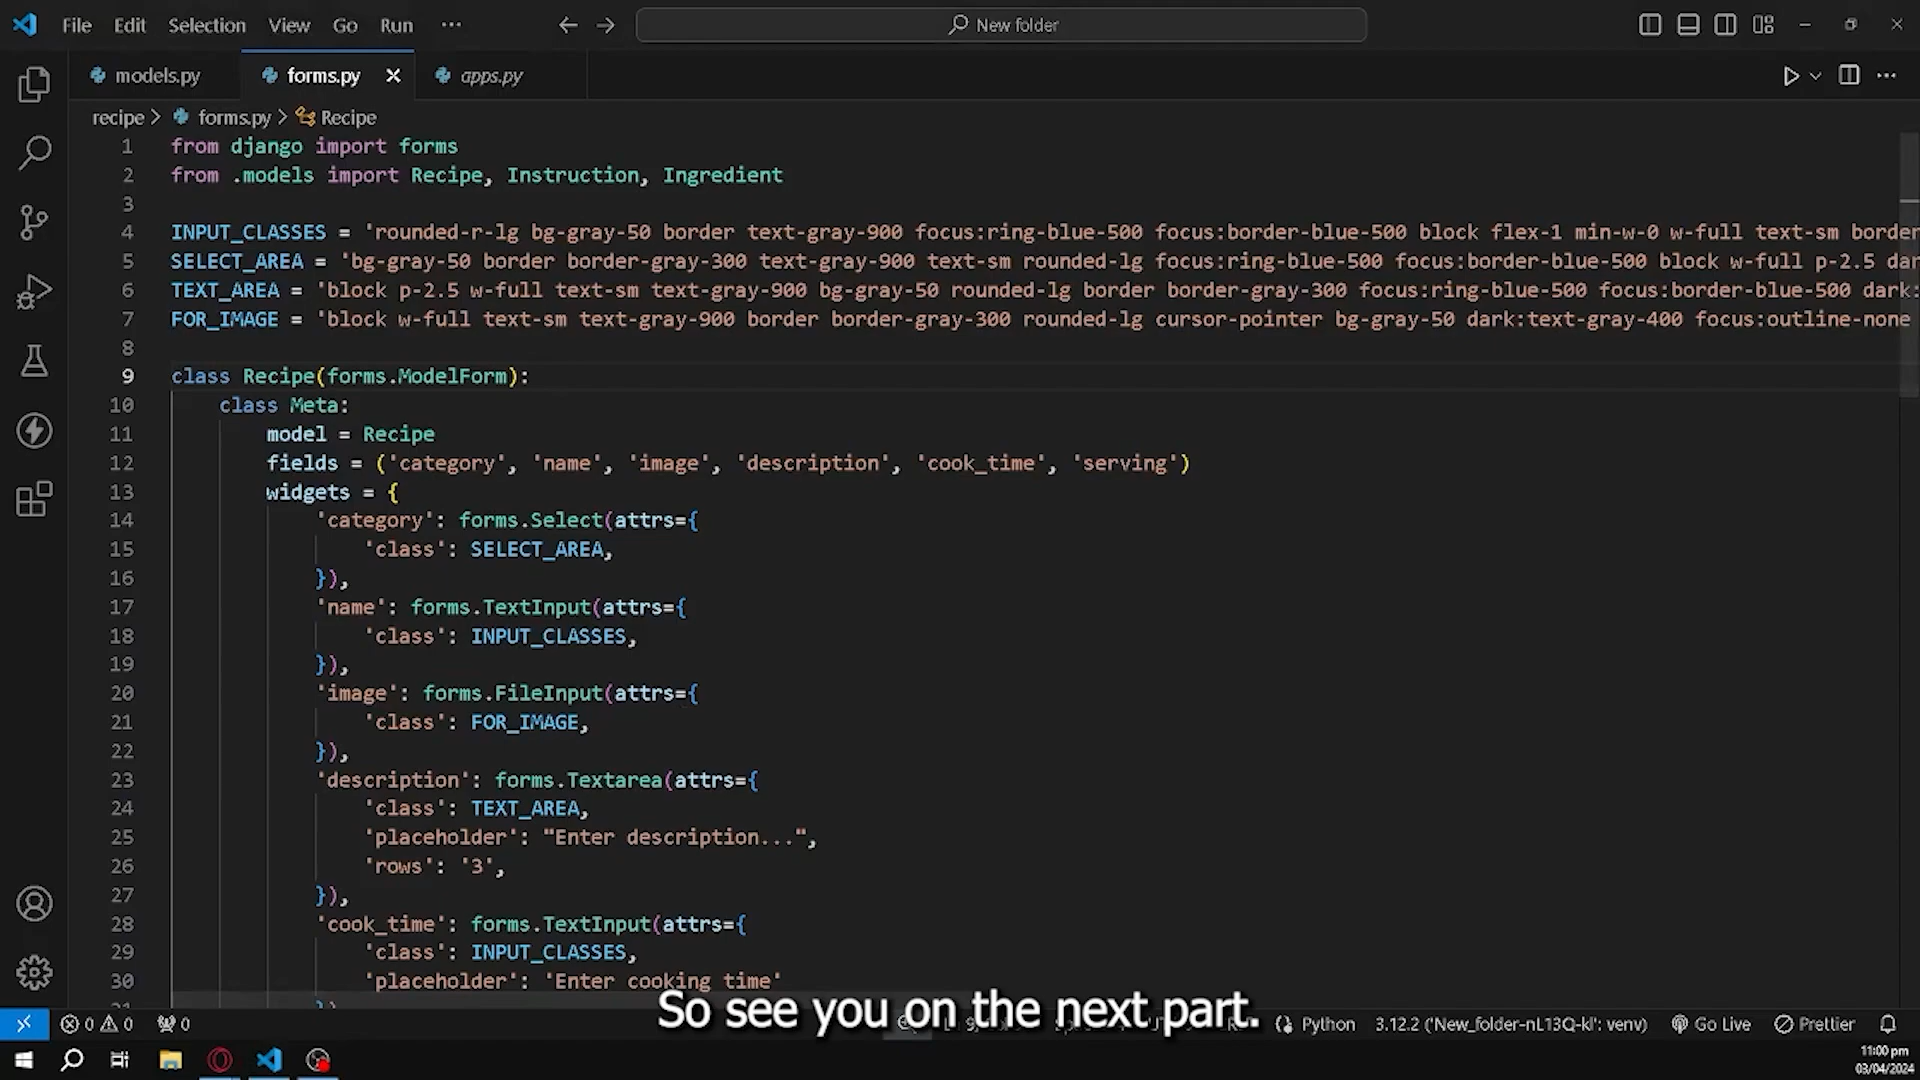 File Edit Selection View Go Run ···
New folder
models.py forms.py apps.py
recipe > forms.py > Recipe
1 from django import forms
2 from .models import Recipe, Instruction, Ingredient
3
4 INPUT_CLASSES = 'rounded-r-lg bg-gray-50 border text-gray-900 focus:ring-blue-500 focus:border-blue-500 block flex-1 min-w-0 w-full text-sm border
5 SELECT_AREA = 'bg-gray-50 border border-gray-300 text-gray-900 text-sm rounded-lg focus:ring-blue-500 focus:border-blue-500 block w-full p-2.5 dar
6 TEXT_AREA = 'block p-2.5 w-full text-sm text-gray-900 bg-gray-50 rounded-lg border border-gray-300 focus:ring-blue-500 focus:border-blue-500 dark:
7 FOR_IMAGE = 'block w-full text-sm text-gray-900 border border-gray-300 rounded-lg cursor-pointer bg-gray-50 dark:text-gray-400 focus:outline-none
8
9 class Recipe(forms.ModelForm):
10 class Meta:
11 model = Recipe
12 fields = ('category', 'name', 'image', 'description', 'cook_time', 'serving')
13 widgets = {
14 'category': forms.Select(attrs={
15 'class': SELECT_AREA,
16 }),
17 'name': forms.TextInput(attrs={
18 'class': INPUT_CLASSES,
19 }),
20 'image': forms.FileInput(attrs={
21 'class': FOR_IMAGE,
22 }),
23 'description': forms.Textarea(attrs={
24 'class': TEXT_AREA,
25 'placeholder': "Enter description...",
26 'rows': '3',
27 }),
28 'cook_time': forms.TextInput(attrs={
29 'class': INPUT_CLASSES,
30 'placeholder': 'Enter cooking time'
So see you on the next part.
0 0 0 Python 3.12.2 ('New_folder-nL13Q-kl': venv) Go Live Prettier
11:00 pm
03/04/2024